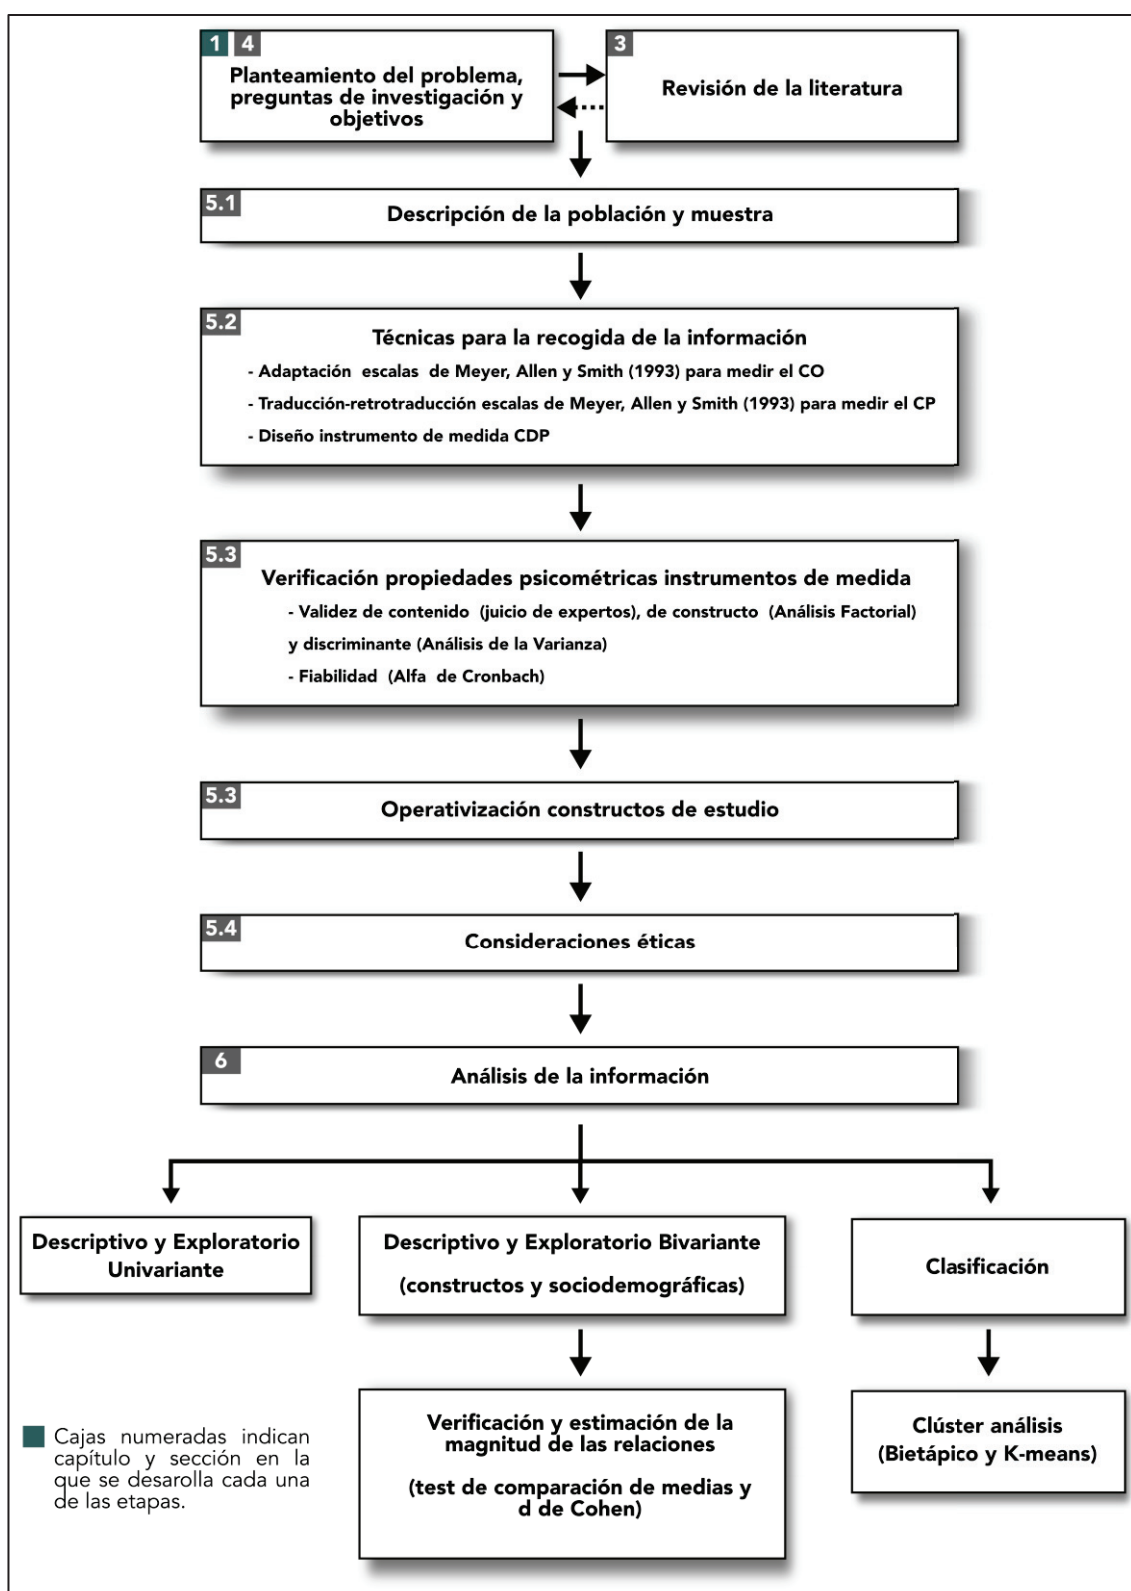 1 4
Planteamiento del problema,
preguntas de investigación y
objetivos
3
Revisión de la literatura
5.1
Descripción de la población y muestra
5.2
Técnicas para la recogida de la información
- Adaptación escalas de Meyer, Allen y Smith (1993) para medir el CO
- Traducción-retrotraducción escalas de Meyer, Allen y Smith (1993) para medir el CP
- Diseño instrumento de medida CDP
5.3
Verificación propiedades psicométricas instrumentos de medida
- Validez de contenido (juicio de expertos), de constructo (Análisis Factorial)
y discriminante (Análisis de la Varianza)
- Fiabilidad (Alfa de Cronbach)
5.3
Operativización constructos de estudio
5.4
Consideraciones éticas
6
Análisis de la información
Descriptivo y Exploratorio
Univariante
Descriptivo y Exploratorio Bivariante
(constructos y sociodemográficas)
Clasificación
Verificación y estimación de la
magnitud de las relaciones
(test de comparación de medias y
d de Cohen)
Clúster análisis
(Bietápico y K-means)
Cajas numeradas indican
capítulo y sección en la
que se desarolla cada una
de las etapas.